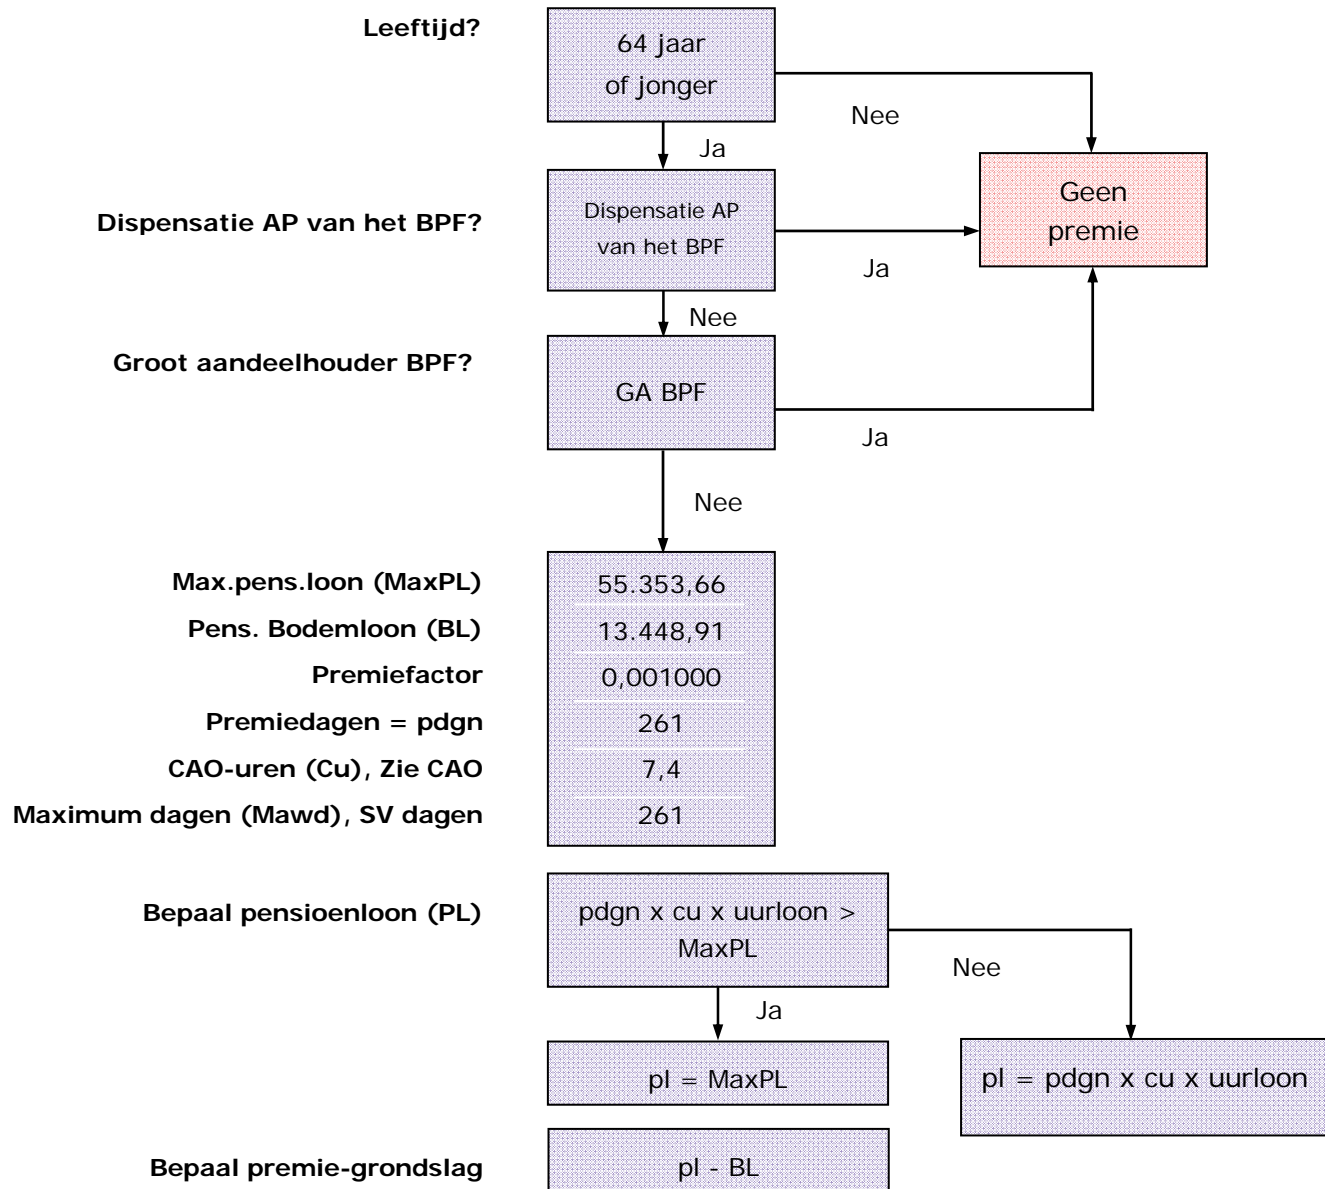 Leeftijd?
64 jaar
of jonger
Nee
Ja
Dispensatie AP van het BPF?
Dispensatie AP
van het BPF
Geen
premie
Ja
Nee
Groot aandeelhouder BPF?
GA BPF
Ja
Nee
Max.pens.loon (MaxPL)
55.353,66
Pens. Bodemloon (BL)
13.448,91
Premiefactor
0,001000
Premiedagen = pdgn
261
CAO-uren (Cu), Zie CAO
7,4
Maximum dagen (Mawd), SV dagen
261
Bepaal pensioenloon (PL)
pdgn x cu x uurloon >
MaxPL
Nee
Ja
pl = MaxPL
pl = pdgn x cu x uurloon
Bepaal premie-grondslag
pl - BL